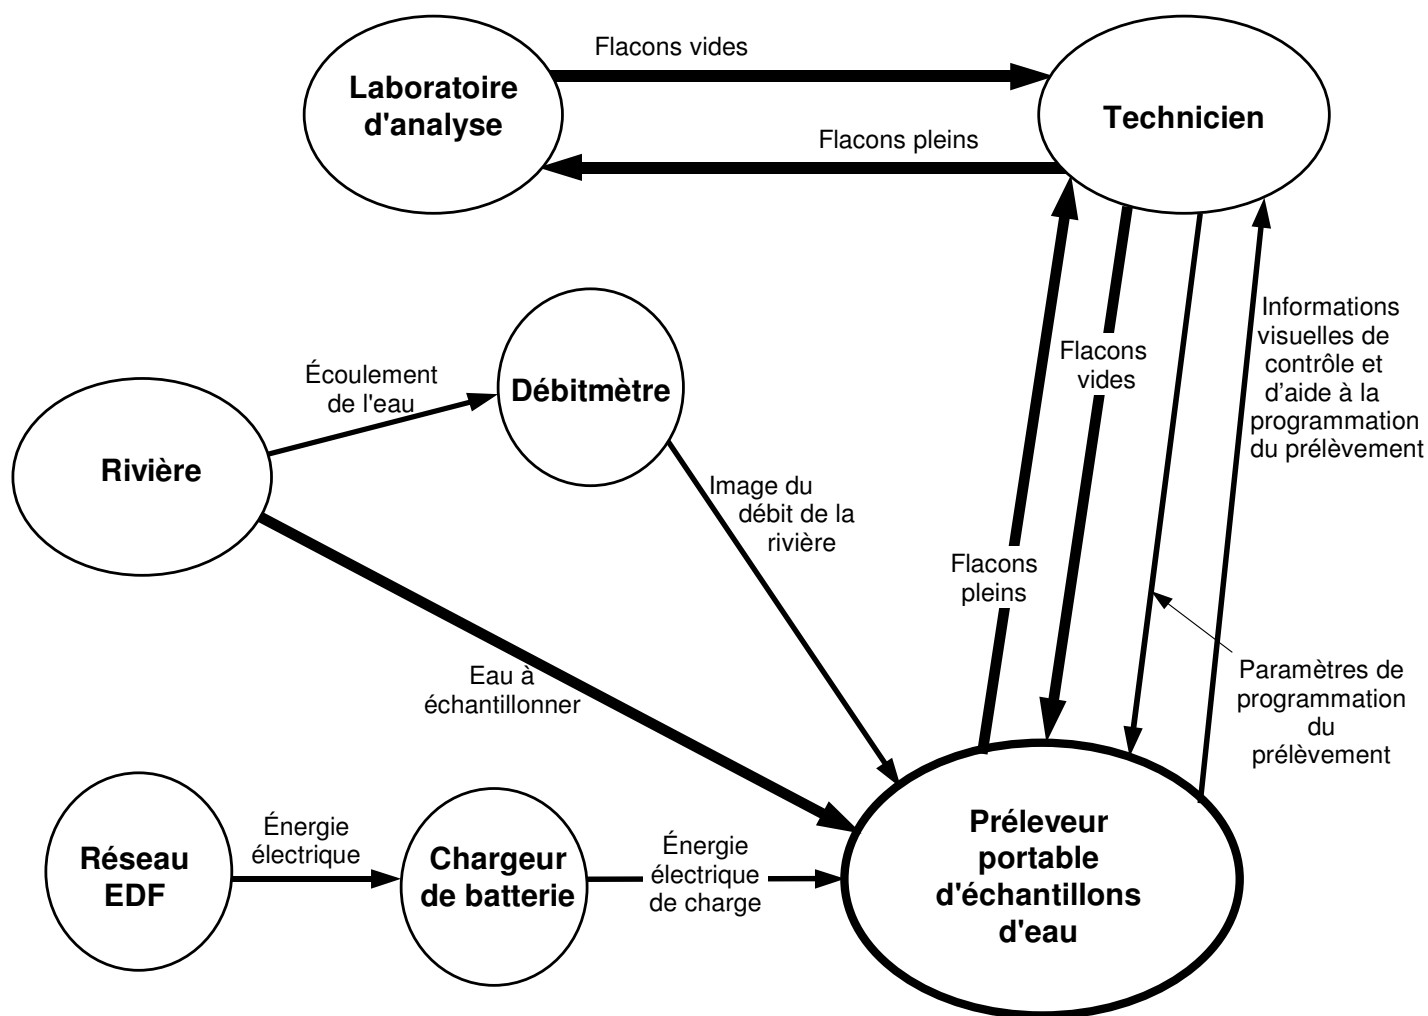 Flacons vides
Laboratoire
d'analyse
Technicien
Flacons pleins
Informations
visuelles de
contrôle et
d’aide à la
programmation
du prélèvement
Flacons
vides
Écoulement
de l'eau
Débitmètre
Rivière
Image du
débit de la
rivière
Flacons
pleins
Eau à
échantillonner
Paramètres de
programmation
du
prélèvement
Réseau
EDF
Énergie
électrique
Chargeur
de batterie
Énergie
électrique
de charge
Préleveur
portable
d'échantillons
d'eau